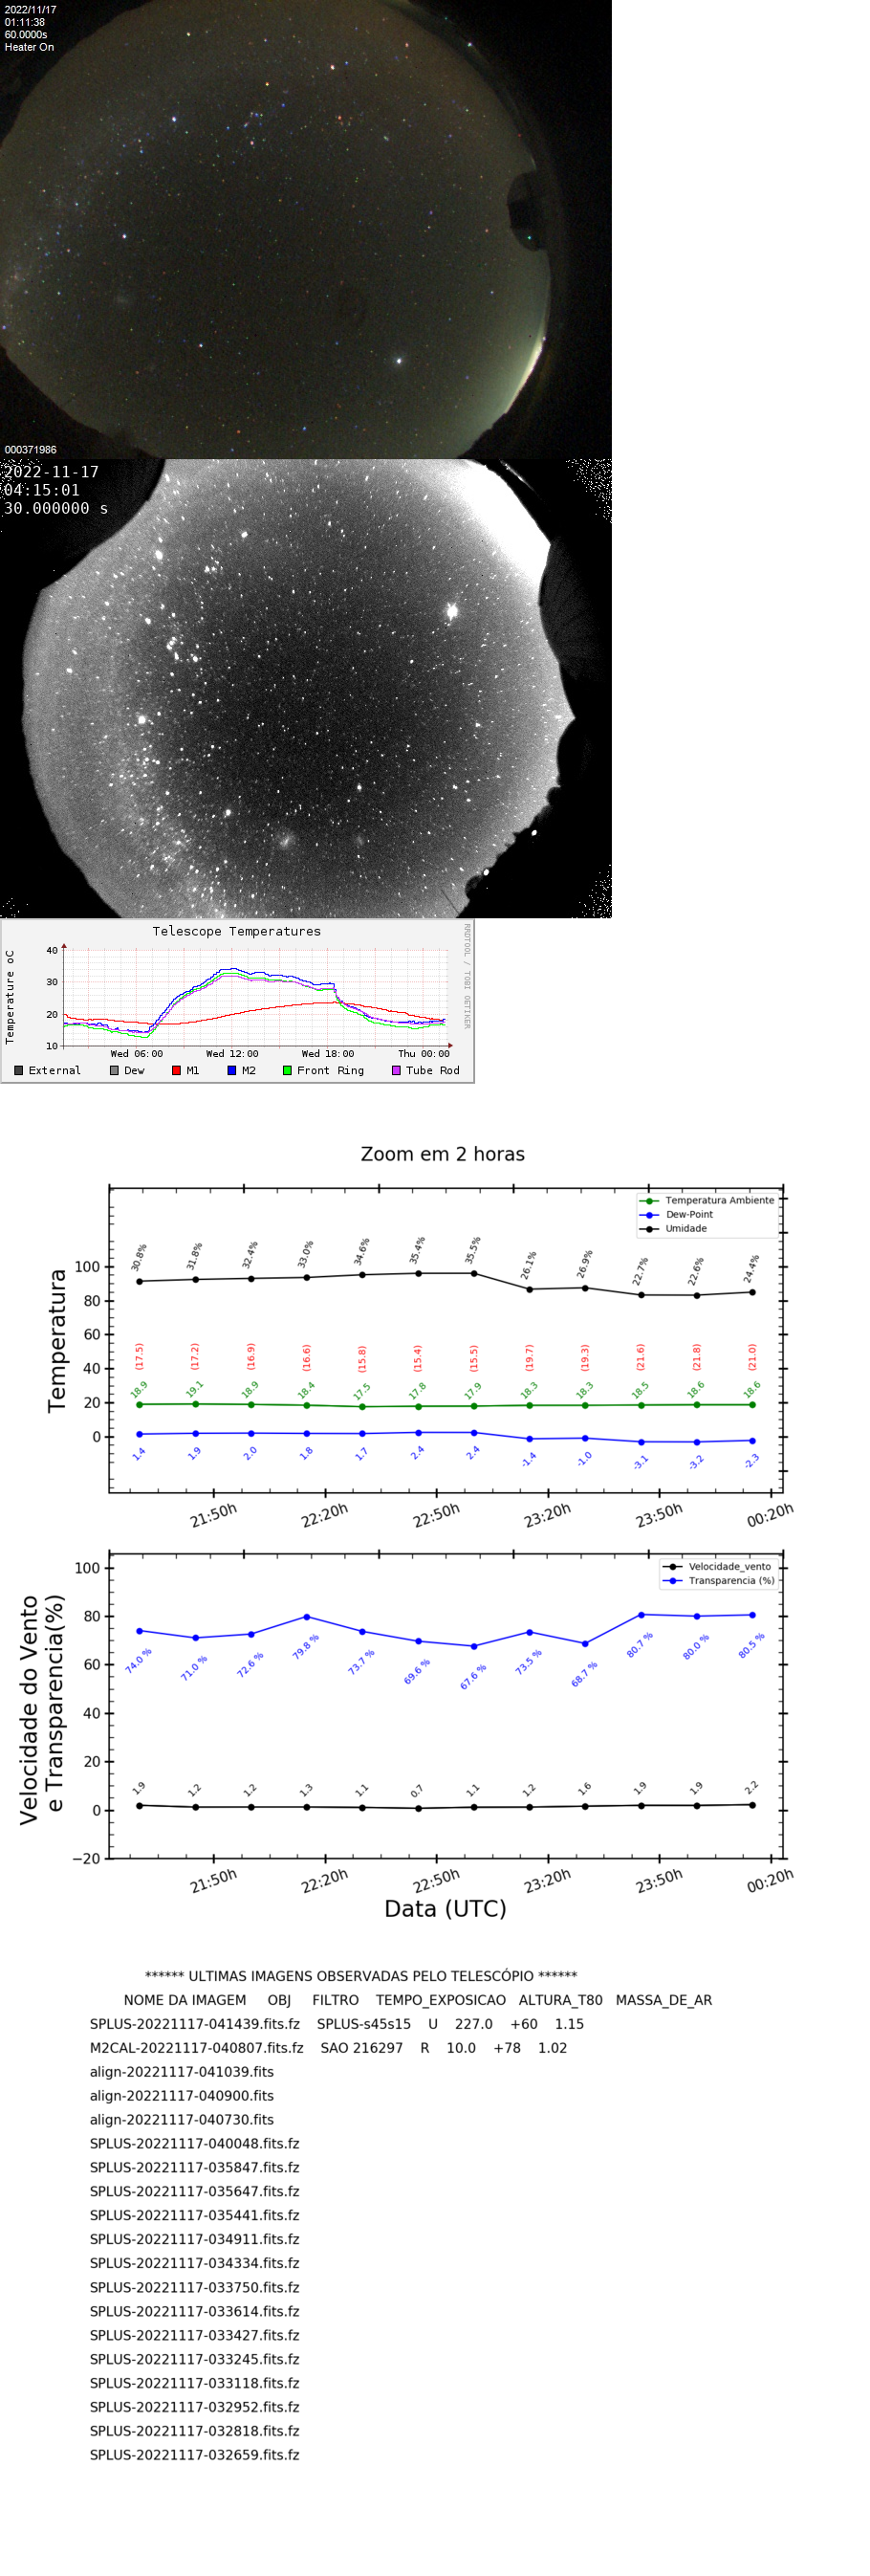 2022/11/17
01:11:38
60.0000s
Heater On
000371986
2022-11-17
04:15:01
30.000000 s
Telescope Temperatures
Temperature oC
RRDTOOL / TOBI OETIKER
40
30
20
10
Wed 06:00 Wed 12:00 Wed 18:00 Thu 00:00
External Dew M1 M2 Front Ring Tube Rod
Zoom em 2 horas
Temperatura
Temperatura Ambiente
Dew-Point
Umidade
100
80
60
40
20
0
30.8% 31.8% 32.4% 33.0% 34.6% 35.4% 35.5% 26.1% 26.9% 22.7% 22.6% 24.4%
(17.5) (17.2) (16.9) (16.6) (15.8) (15.4) (15.5) (19.7) (19.3) (21.6) (21.8) (21.0)
18.9 19.1 18.9 18.4 17.5 17.8 17.9 18.3 18.3 18.5 18.6 18.6
1.4 1.9 2.0 1.8 1.7 2.4 2.4 -1.4 -1.0 -3.1 -3.2 -2.3
21:50h 22:20h 22:50h 23:20h 23:50h 00:20h
Velocidade do Vento
e Transparencia(%)
Velocidade_vento
Transparencia (%)
100
80
60
40
20
0
−20
74.0 % 71.0 % 72.6 % 79.8 % 73.7 % 69.6 % 67.6 % 73.5 % 68.7 % 80.7 % 80.0 % 80.5 %
1.9 1.2 1.2 1.3 1.1 0.7 1.1 1.2 1.6 1.9 1.9 2.2
21:50h 22:20h 22:50h 23:20h 23:50h 00:20h
Data (UTC)
****** ULTIMAS IMAGENS OBSERVADAS PELO TELESCÓPIO ******
NOME DA IMAGEM OBJ FILTRO TEMPO_EXPOSICAO ALTURA_T80 MASSA_DE_AR
SPLUS-20221117-041439.fits.fz SPLUS-s45s15 U 227.0 +60 1.15
M2CAL-20221117-040807.fits.fz SAO 216297 R 10.0 +78 1.02
align-20221117-041039.fits
align-20221117-040900.fits
align-20221117-040730.fits
SPLUS-20221117-040048.fits.fz
SPLUS-20221117-035847.fits.fz
SPLUS-20221117-035647.fits.fz
SPLUS-20221117-035441.fits.fz
SPLUS-20221117-034911.fits.fz
SPLUS-20221117-034334.fits.fz
SPLUS-20221117-033750.fits.fz
SPLUS-20221117-033614.fits.fz
SPLUS-20221117-033427.fits.fz
SPLUS-20221117-033245.fits.fz
SPLUS-20221117-033118.fits.fz
SPLUS-20221117-032952.fits.fz
SPLUS-20221117-032818.fits.fz
SPLUS-20221117-032659.fits.fz